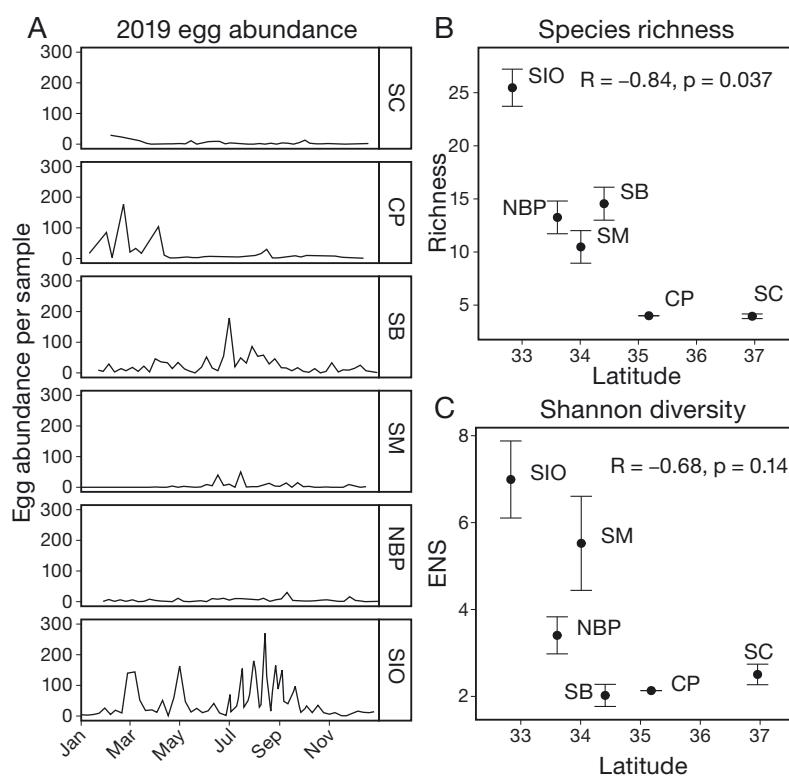 A 2019 egg abundance
Egg abundance per sample
300
200
100
0
SC
300
200
100
0
CP
300
200
100
0
SB
300
200
100
0
SM
300
200
100
0
NBP
300
200
100
0
SIO
Jan Mar May Jul Sep Nov
B Species richness
R = −0.84, p = 0.037
Richness
25
20
15
10
5
SIO
NBP
SB
SM
CP
SC
33 34 35 36 37
Latitude
C Shannon diversity
R = −0.68, p = 0.14
ENS
8
6
4
2
SIO
SM
NBP
SB
CP
SC
33 34 35 36 37
Latitude